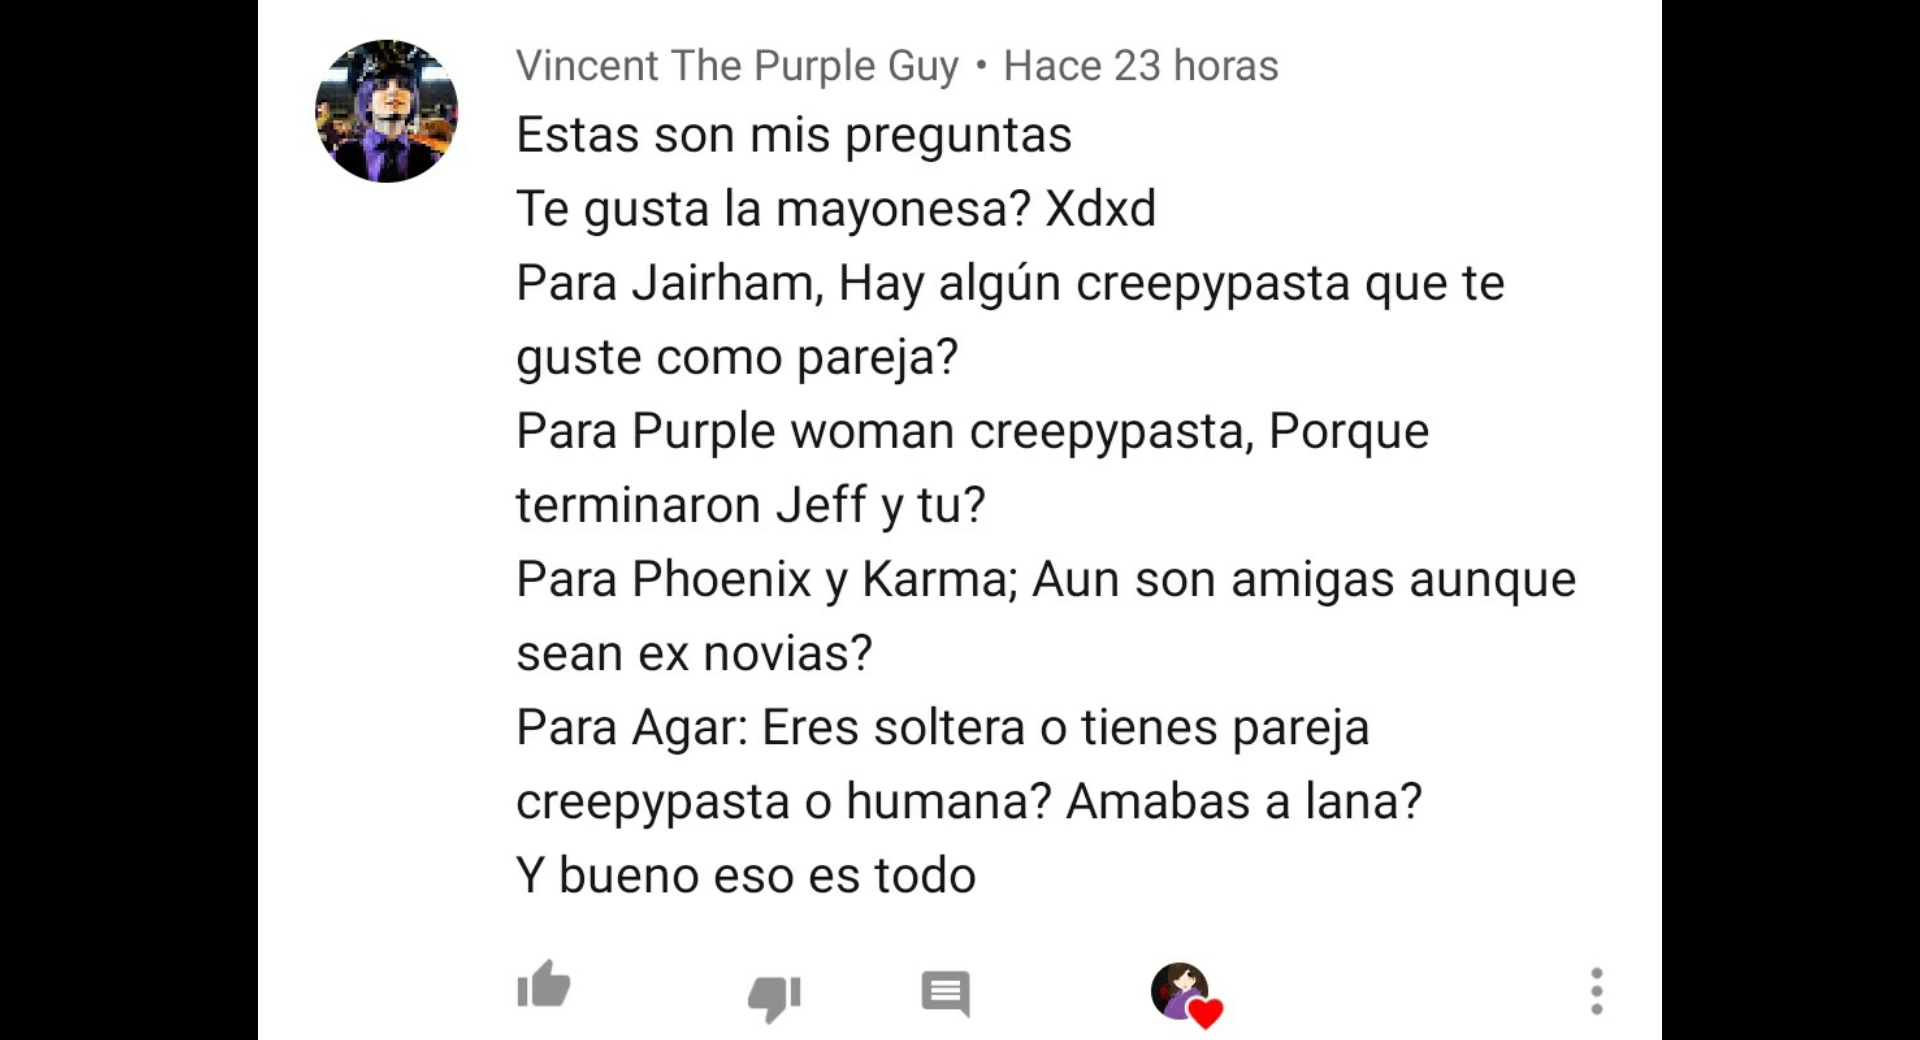 Vincent The Purple Guy • Hace 23 horas
Estas son mis preguntas
Te gusta la mayonesa? Xdxd
Para Jairham, Hay algún creepypasta que te
guste como pareja?
Para Purple woman creepypasta, Porque
terminaron Jeff y tu?
Para Phoenix y Karma; Aun son amigas aunque
sean ex novias?
Para Agar: Eres soltera o tienes pareja
creepypasta o humana? Amabas a lana?
Y bueno eso es todo